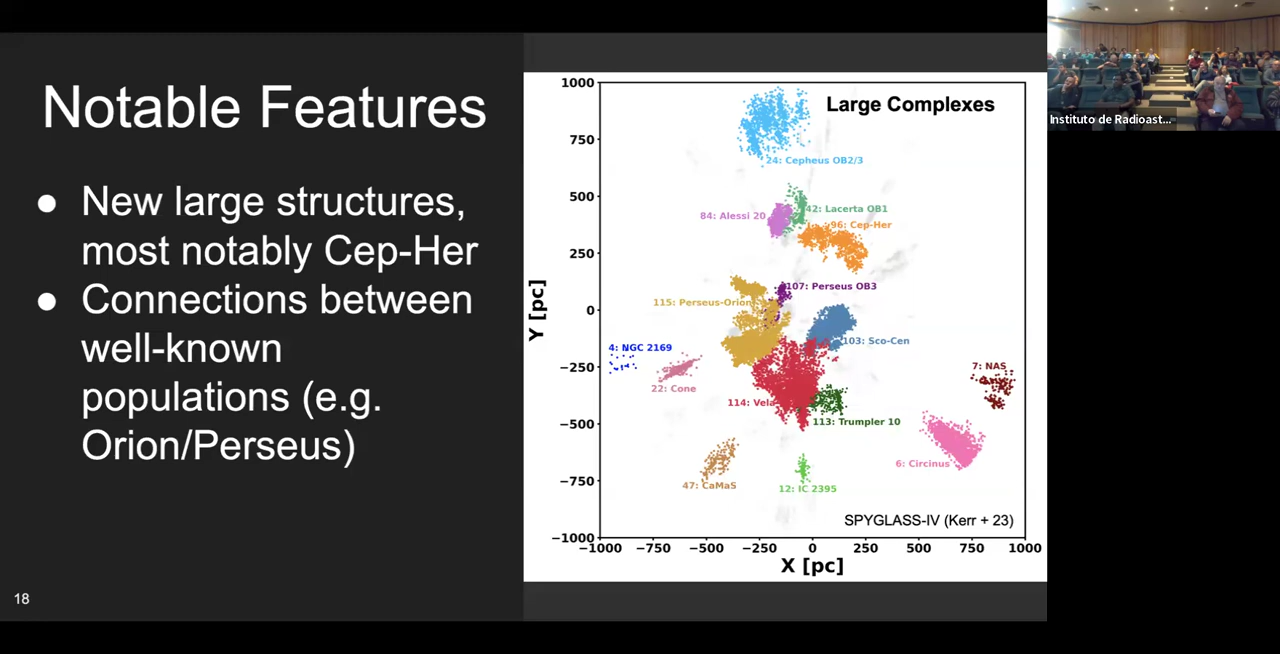 Notable Features
● New large structures,
most notably Cep-Her
● Connections between
well-known
populations (e.g.
Orion/Perseus)
18
Large Complexes
1000
750
500
250
0
−250
−500
−750
−1000
Y [pc]
24: Cepheus OB2/3
42: Lacerta OB1
84: Alessi 20
96: Cep-Her
107: Perseus OB3
115: Perseus-Orion
103: Sco-Cen
4: NGC 2169
7: NAS
22: Cone
114: Vela
113: Trumpler 10
6: Circinus
47: CaMaS
12: IC 2395
SPYGLASS-IV (Kerr + 23)
−1000 −750 −500 −250 0 250 500 750 1000
X [pc]
Instituto de Radioast...